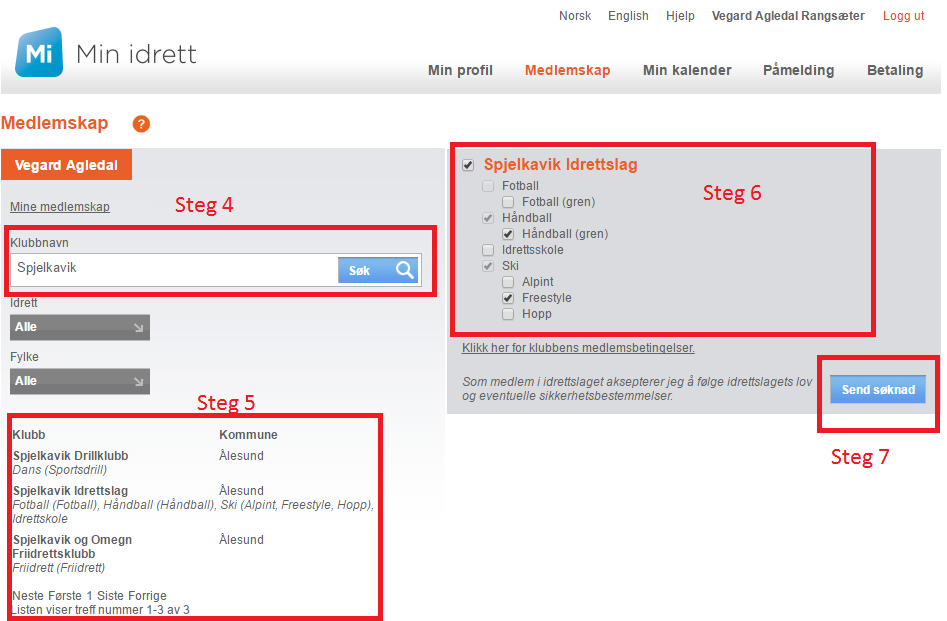 Norsk English Hjelp Vegard Agledal Rangsæter Logg ut
Mi Min idrett
Min profil Medlemskap Min kalender Påmelding Betaling
Medlemskap ?
Vegard Agledal
Mine medlemskap
Steg 4
Klubbnavn
Spjelkavik Søk
Idrett
Alle
Fylke
Alle
Steg 5
Klubb Kommune
Spjelkavik Drillklubb Ålesund
Dans (Sportsdrill)
Spjelkavik Idrettslag Ålesund
Fotball (Fotball), Håndball (Håndball), Ski (Alpint, Freestyle, Hopp),
Idrettskole
Spjelkavik og Omegn Ålesund
Friidrettsklubb
Friidrett (Friidrett)
Neste Første 1 Siste Forrige
Listen viser treff nummer 1-3 av 3
Spjelkavik Idrettslag
Steg 6
Fotball
Fotball (gren)
Håndball
Håndball (gren)
Idrettsskole
Ski
Alpint
Freestyle
Hopp
Klikk her for klubbens medlemsbetingelser.
Som medlem i idrettslaget aksepterer jeg å følge idrettslagets lov
og eventuelle sikkerhetsbestemmelser.
Send søknad
Steg 7